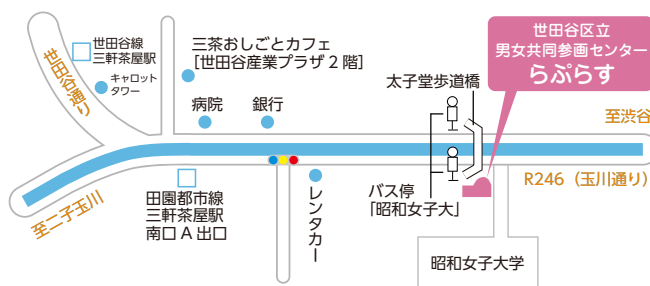 世田谷線
三軒茶屋駅
キャロット
タワー
世田谷通り
三茶おしごとカフェ
[世田谷産業プラザ2階]
病院
銀行
太子堂歩道橋
世田谷区立
男女共同参画センター
らぷらす
至渋谷
R246（玉川通り）
至二子玉川
田園都市線
三軒茶屋駅
南口 A 出口
レンタカー
バス停
「昭和女子大」
昭和女子大学